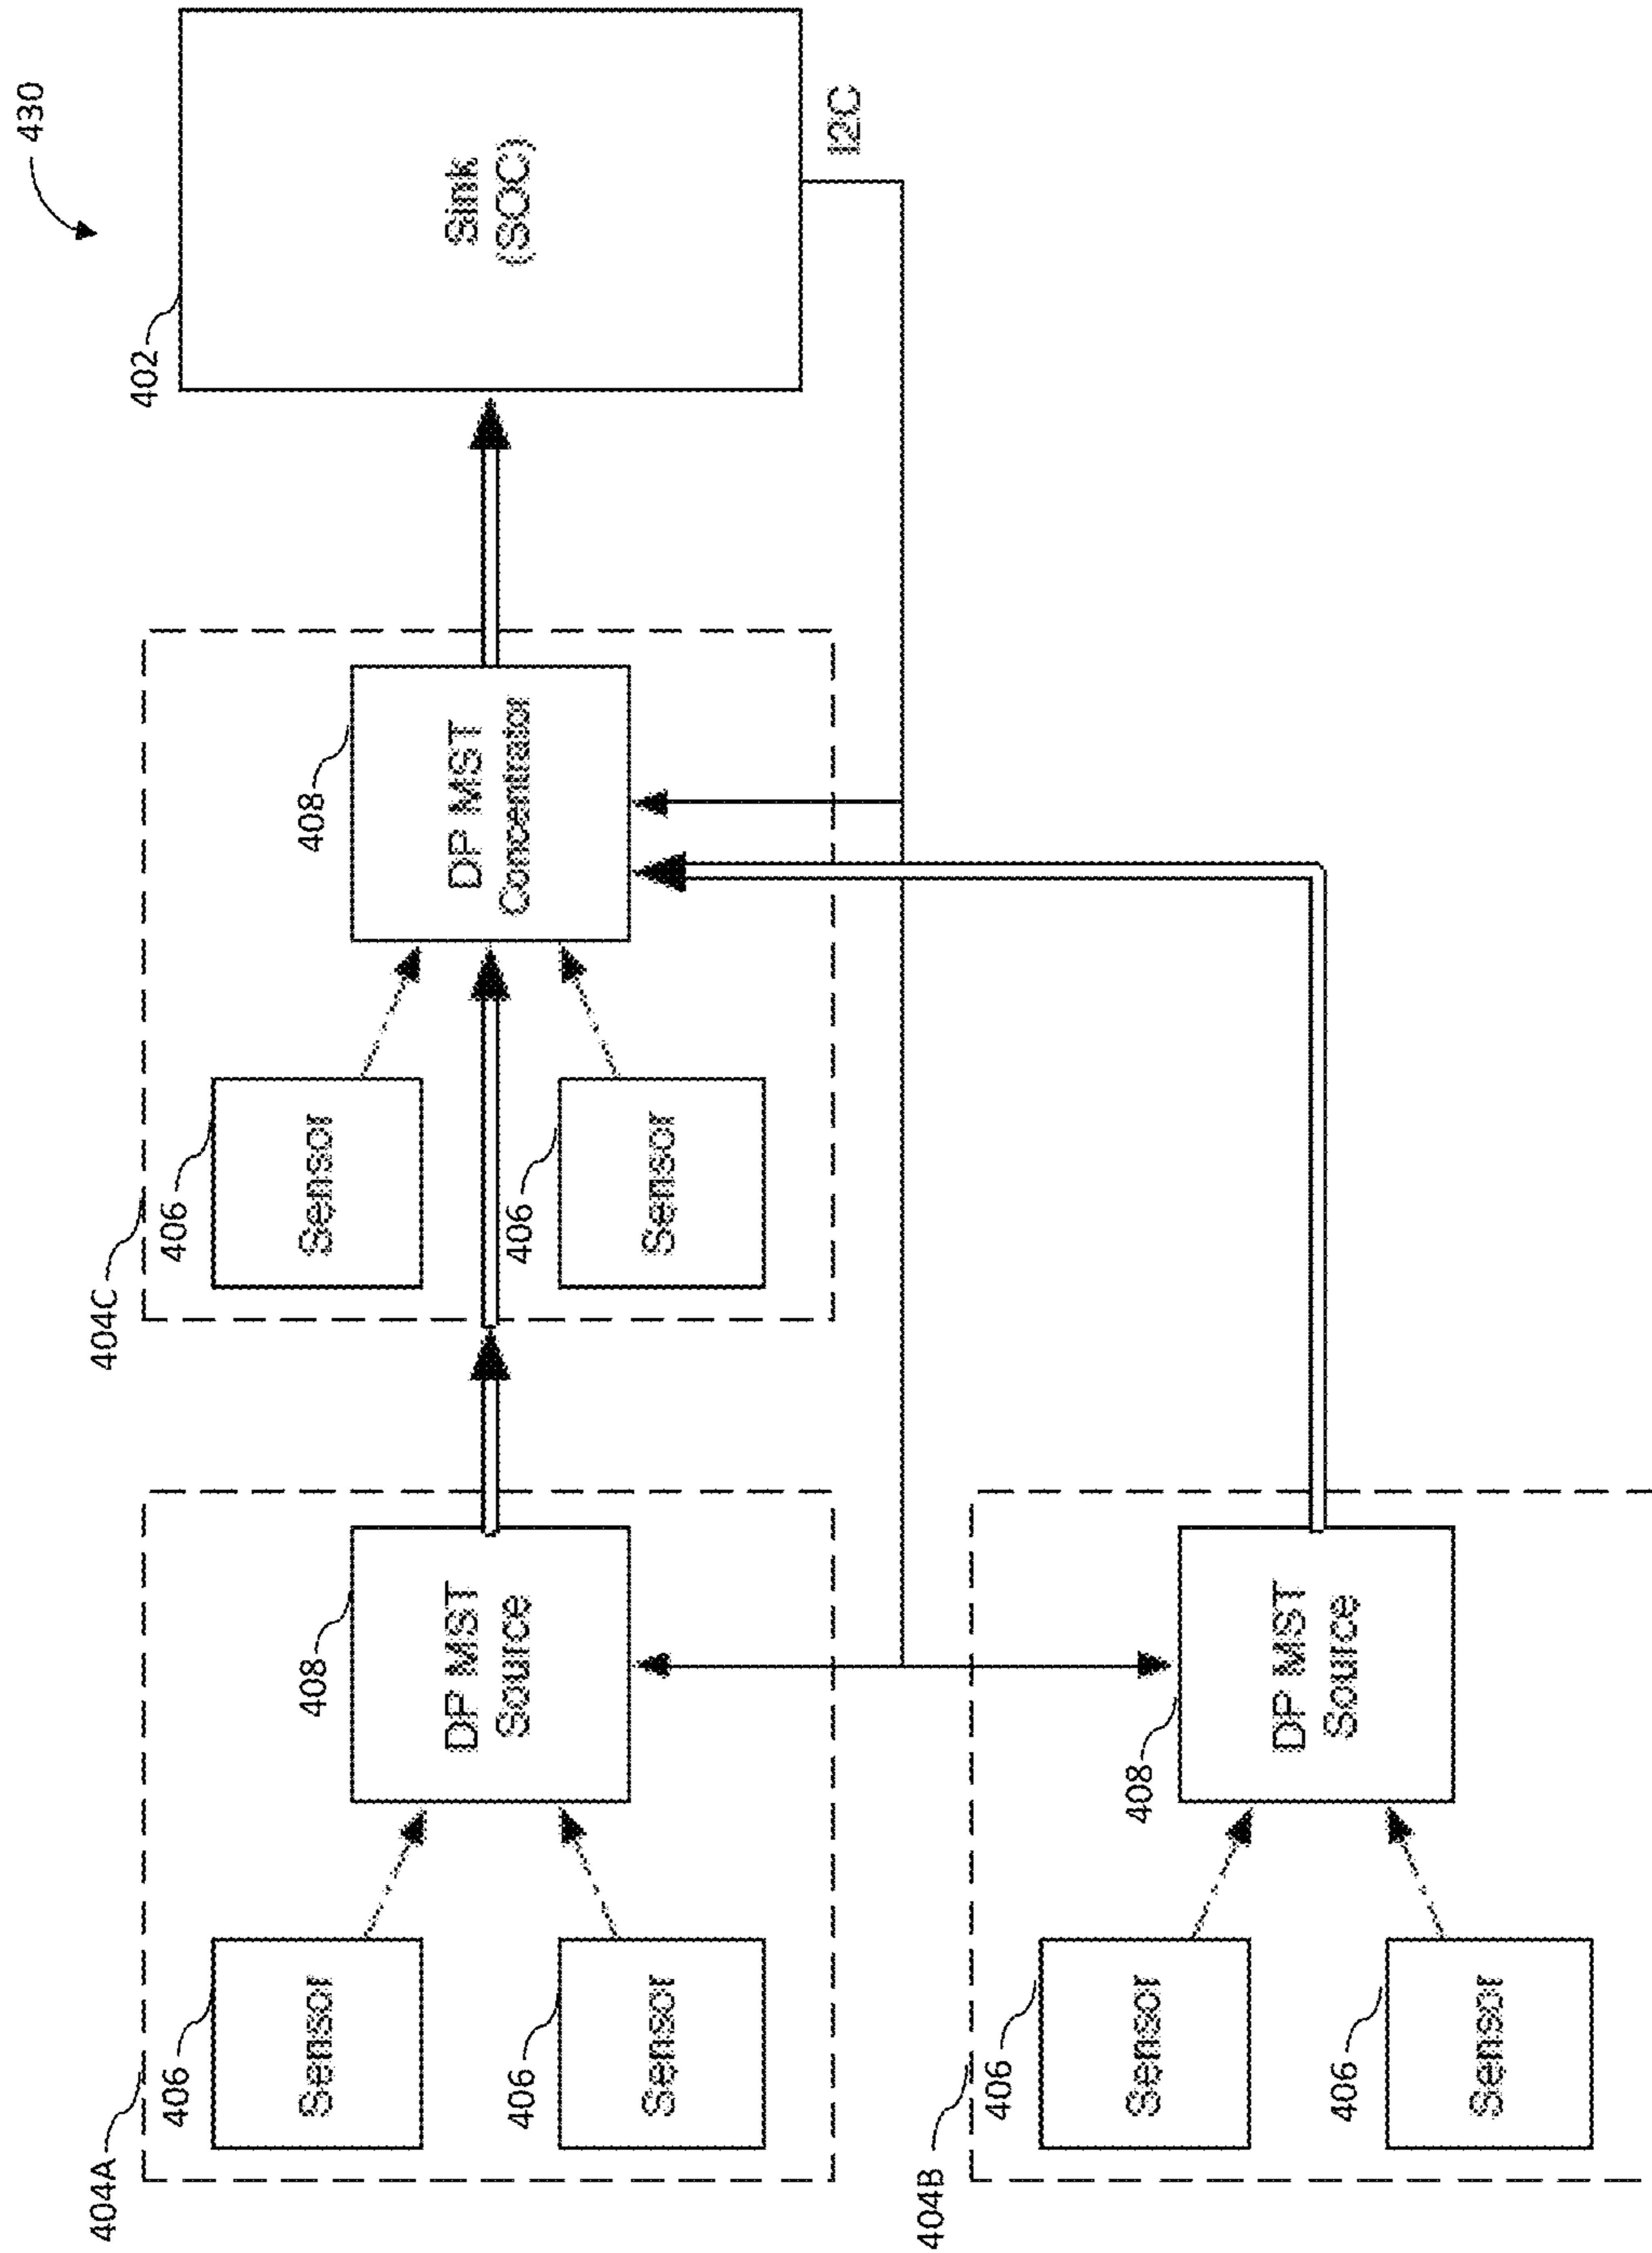 430
404A
406
Sensor
406
Sensor
408
DP MST
Source
404C
406
Sensor
406
Sensor
408
DP MST
Concentrator
402
Sink
(SOC)
I2C
404B
406
Sensor
406
Sensor
408
DP MST
Source